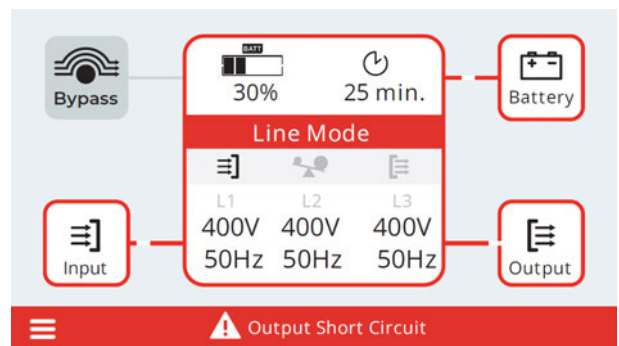 BATT
Bypass
30%
25 min.
Battery
Line Mode
L1 L2 L3
400V 400V 400V
50Hz 50Hz 50Hz
Input
Output
Output Short Circuit